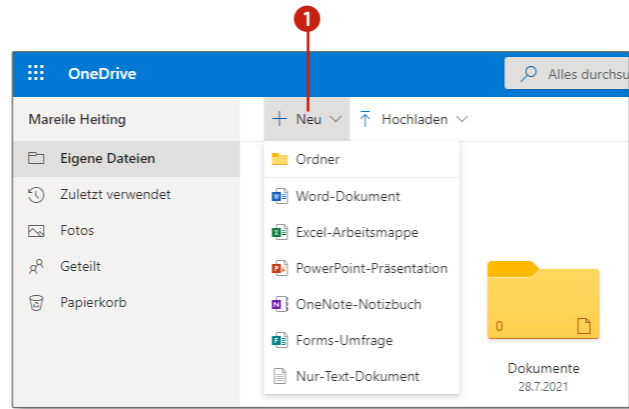 1
OneDrive
Alles durchsu
Mareile Heiting
Neu
Hochladen
Eigene Dateien
Zuletzt verwendet
Fotos
Geteilt
Papierkorb
Ordner
Word-Dokument
Excel-Arbeitsmappe
PowerPoint-Präsentation
OneNote-Notizbuch
Forms-Umfrage
Nur-Text-Dokument
0
Dokumente
28.7.2021